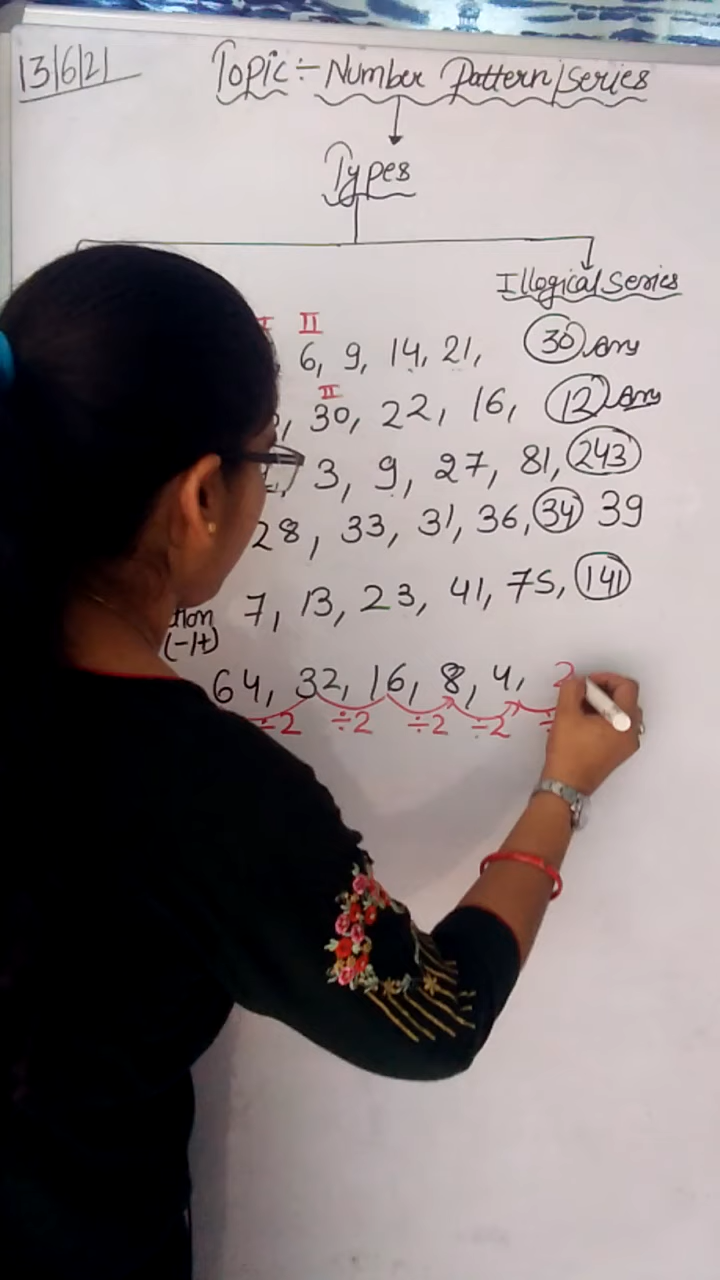 13/6/21 Topic :- Number Pattern/Series
Types
Illogical Series
II
6, 9, 14, 21, 30 Ans
II
30, 22, 16, 12 Ans
3, 9, 27, 81, 243
28, 33, 31, 36, 34 39
7, 13, 23, 41, 75, 141
(-/+)
64, 32, 16, 8, 4, 2
÷2 ÷2 ÷2 ÷2 ÷